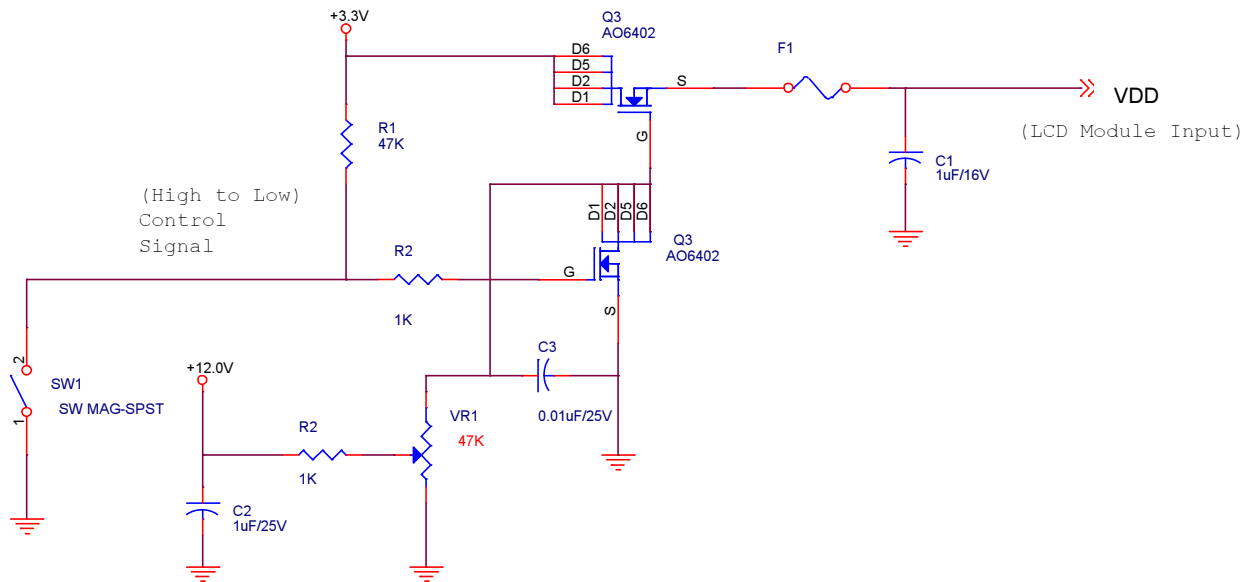 +3.3V
Q3
AO6402
F1
D6
D5
D2
D1
S
G
VDD
(LCD Module Input)
R1
47K
C1
1uF/16V
(High to Low)
Control
Signal
D1
D2
D5
D6
Q3
AO6402
R2
1K
G
S
2
1
SW1
SW MAG-SPST
+12.0V
C3
0.01uF/25V
VR1
47K
R2
1K
C2
1uF/25V